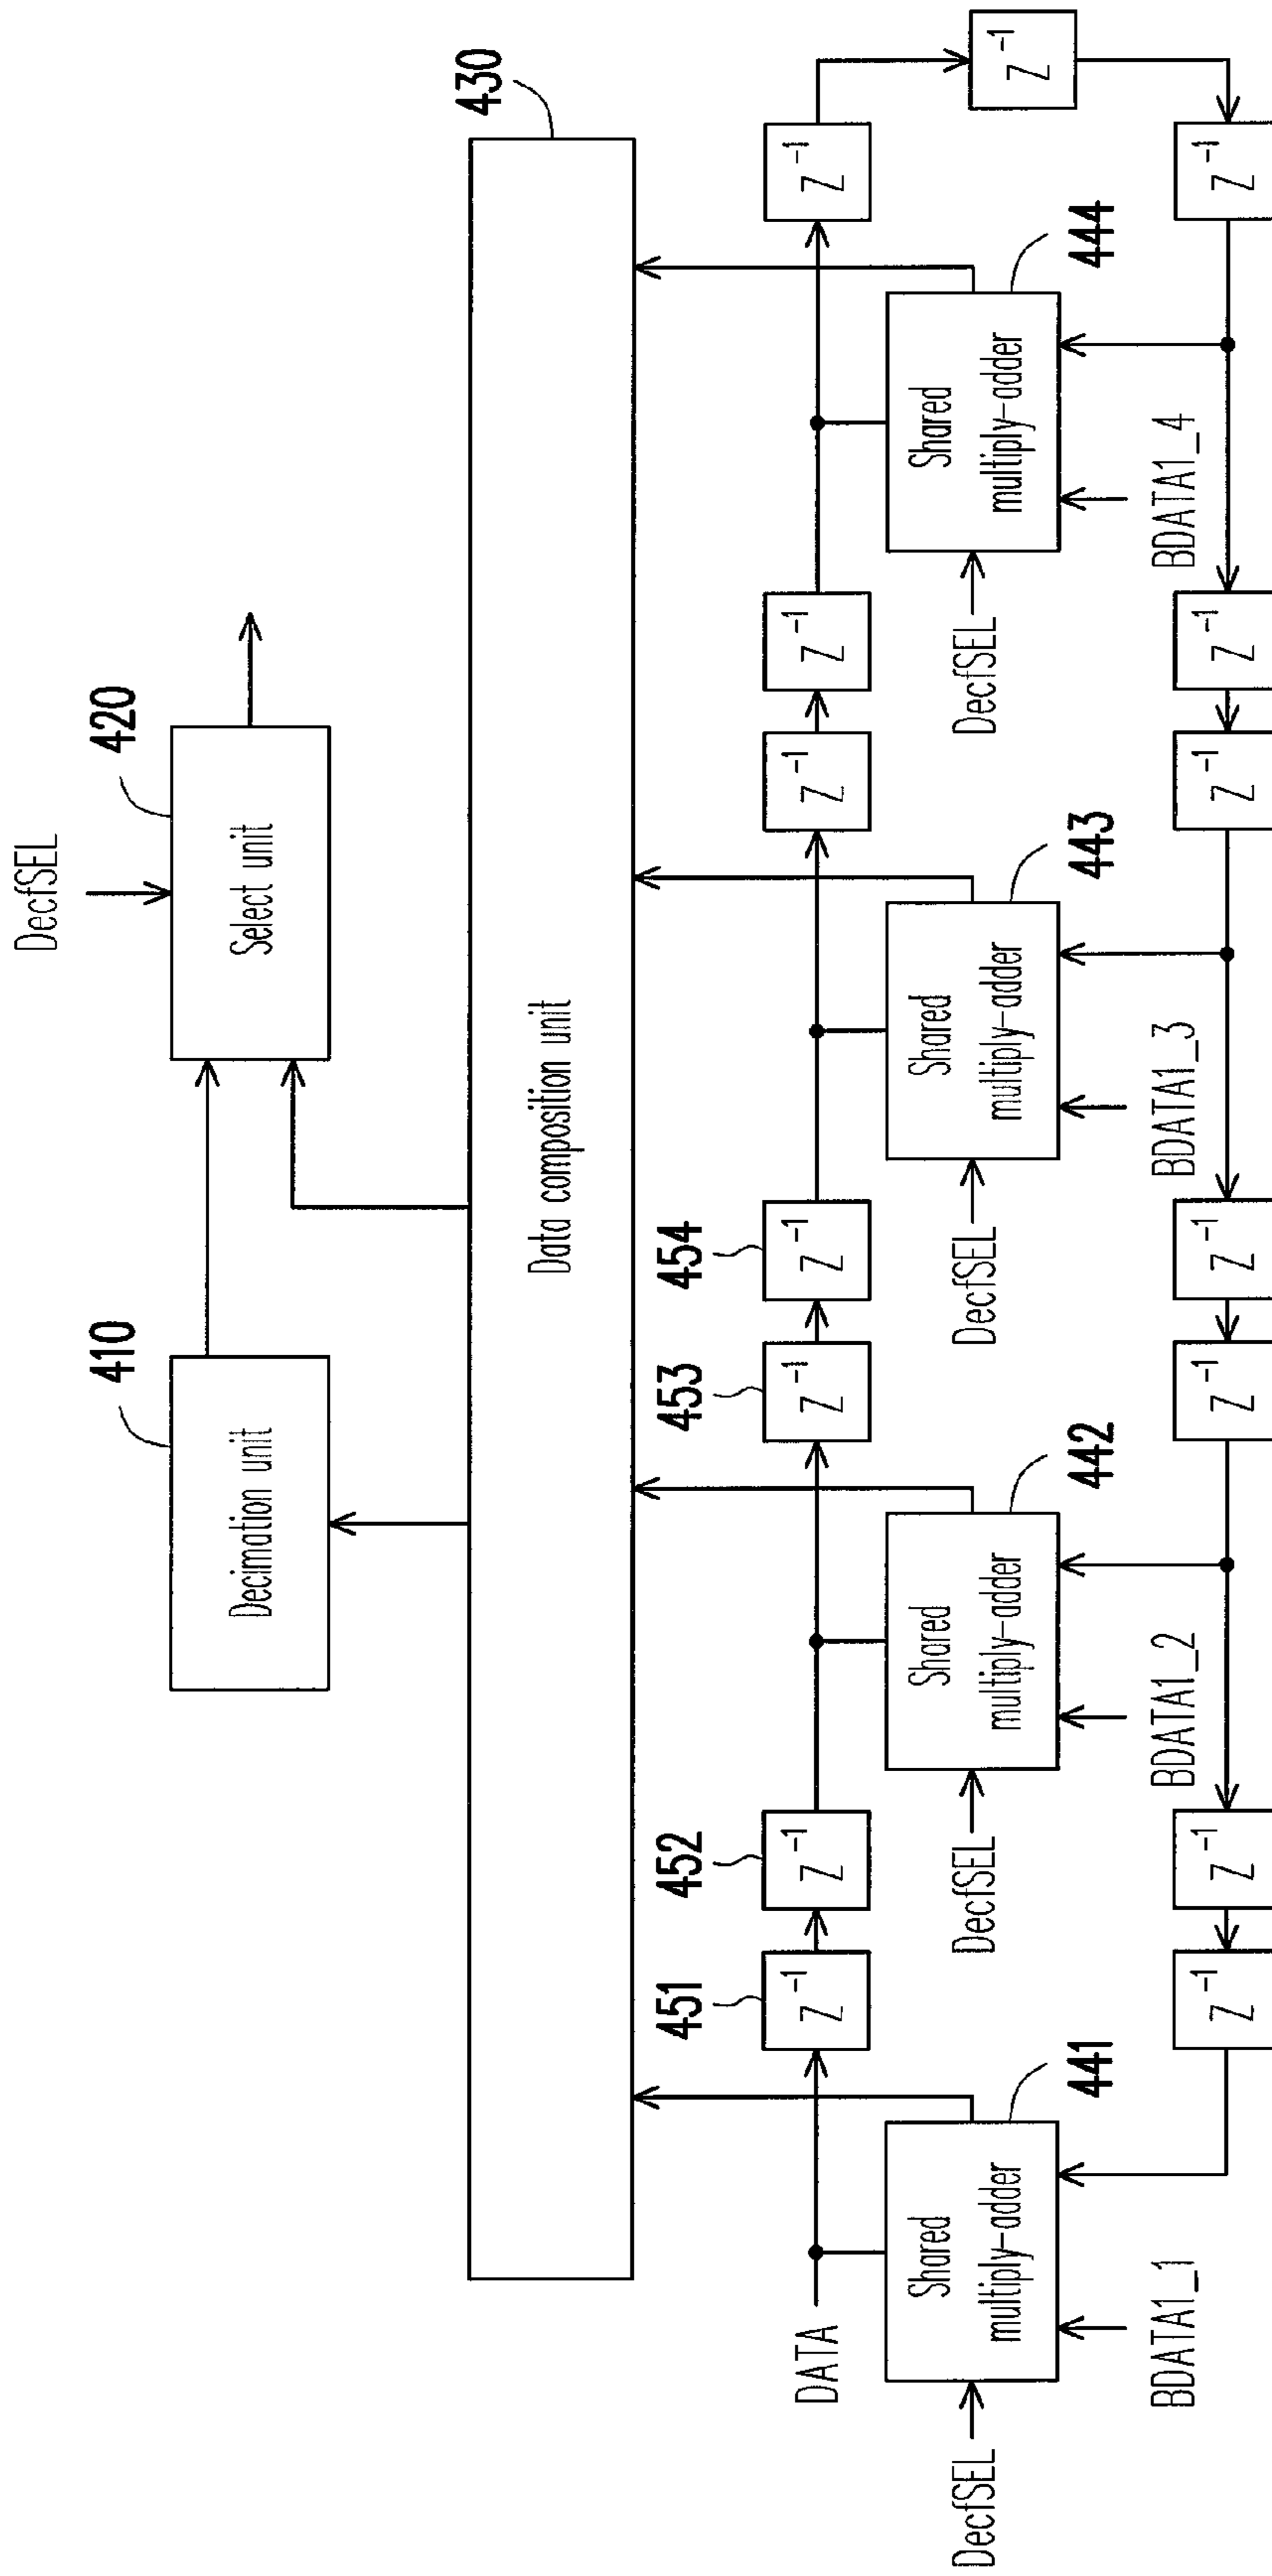 DecfSEL
410
420
Decimation unit
Select unit
430
Data composition unit
451
452
453
454
DATA
Z⁻¹
Z⁻¹
Z⁻¹
Z⁻¹
Z⁻¹
Z⁻¹
Z⁻¹
Z⁻¹
DecfSEL
Shared
multiply-adder
DecfSEL
Shared
multiply-adder
DecfSEL
Shared
multiply-adder
DecfSEL
Shared
multiply-adder
441
442
443
444
BDATA1_1
BDATA1_2
BDATA1_3
BDATA1_4
Z⁻¹
Z⁻¹
Z⁻¹
Z⁻¹
Z⁻¹
Z⁻¹
Z⁻¹